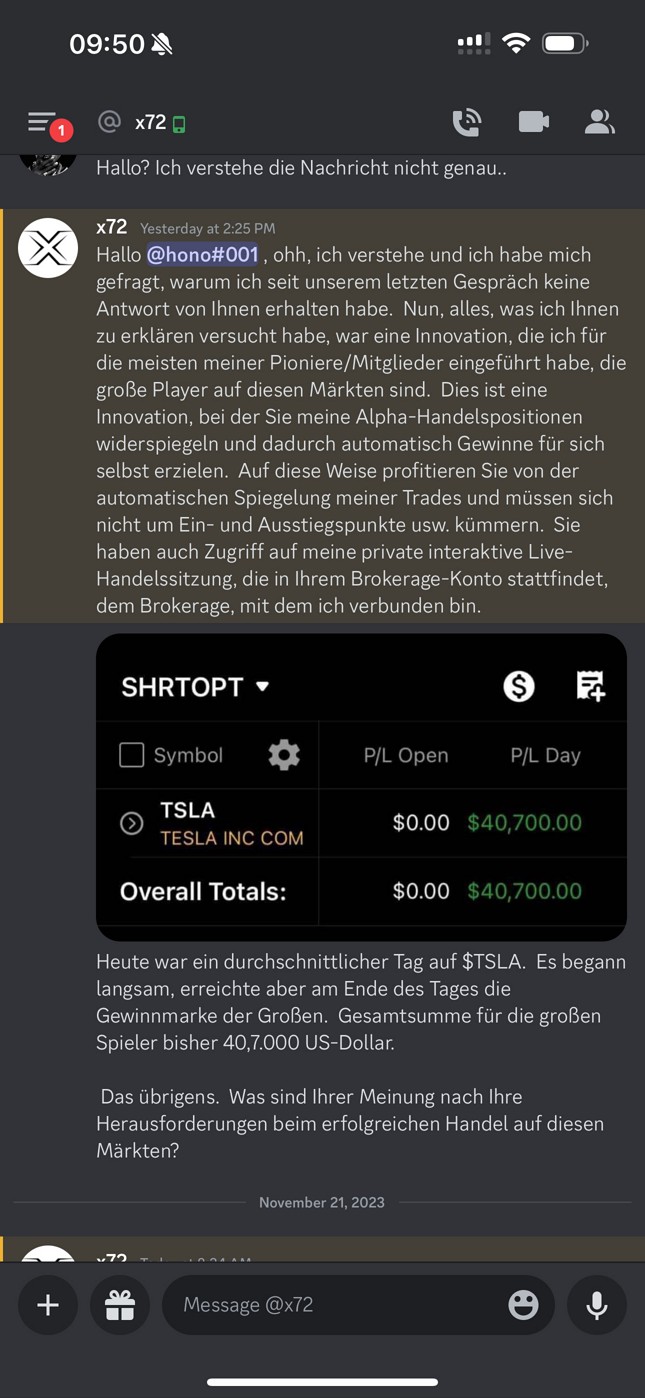 09:50
1
x72
Hallo? Ich verstehe die Nachricht nicht genau..
x72 Yesterday at 2:25 PM
Hallo @hono#001 , ohh, ich verstehe und ich habe mich
gefragt, warum ich seit unserem letzten Gespräch keine
Antwort von Ihnen erhalten habe.  Nun, alles, was ich Ihnen
zu erklären versucht habe, war eine Innovation, die ich für
die meisten meiner Pioniere/Mitglieder eingeführt habe, die
große Player auf diesen Märkten sind.  Dies ist eine
Innovation, bei der Sie meine Alpha-Handelspositionen
widerspiegeln und dadurch automatisch Gewinne für sich
selbst erzielen.  Auf diese Weise profitieren Sie von der
automatischen Spiegelung meiner Trades und müssen sich
nicht um Ein- und Ausstiegspunkte usw. kümmern.  Sie
haben auch Zugriff auf meine private interaktive Live-
Handelssitzung, die in Ihrem Brokerage-Konto stattfindet,
dem Brokerage, mit dem ich verbunden bin.
SHRTOPT
Symbol P/L Open P/L Day
TSLA
TESLA INC COM
$0.00 $40,700.00
Overall Totals: $0.00 $40,700.00
Heute war ein durchschnittlicher Tag auf $TSLA.  Es begann
langsam, erreichte aber am Ende des Tages die
Gewinnmarke der Großen.  Gesamtsumme für die großen
Spieler bisher 40,7.000 US-Dollar.
Das übrigens.  Was sind Ihrer Meinung nach Ihre
Herausforderungen beim erfolgreichen Handel auf diesen
Märkten?
November 21, 2023
x72
Message @x72